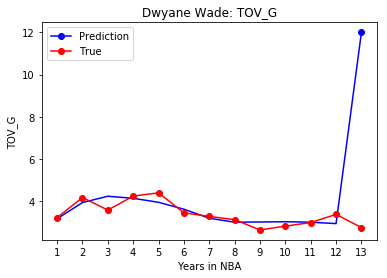 Dwyane Wade: TOV_G
Prediction
True
12
10
8
6
4
TOV_G
1 2 3 4 5 6 7 8 9 10 11 12 13
Years in NBA